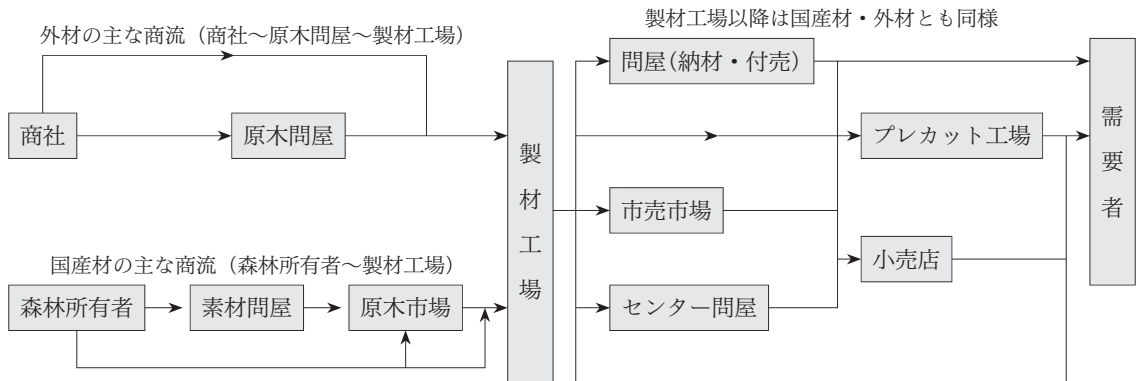 外材の主な商流（商社～原木問屋～製材工場）
商社
原木問屋
国産材の主な商流（森林所有者～製材工場）
森林所有者
素材問屋
原木市場
製材工場
製材工場以降は国産材・外材とも同様
問屋（納材・付売）
プレカット工場
市売市場
小売店
センター問屋
需要者